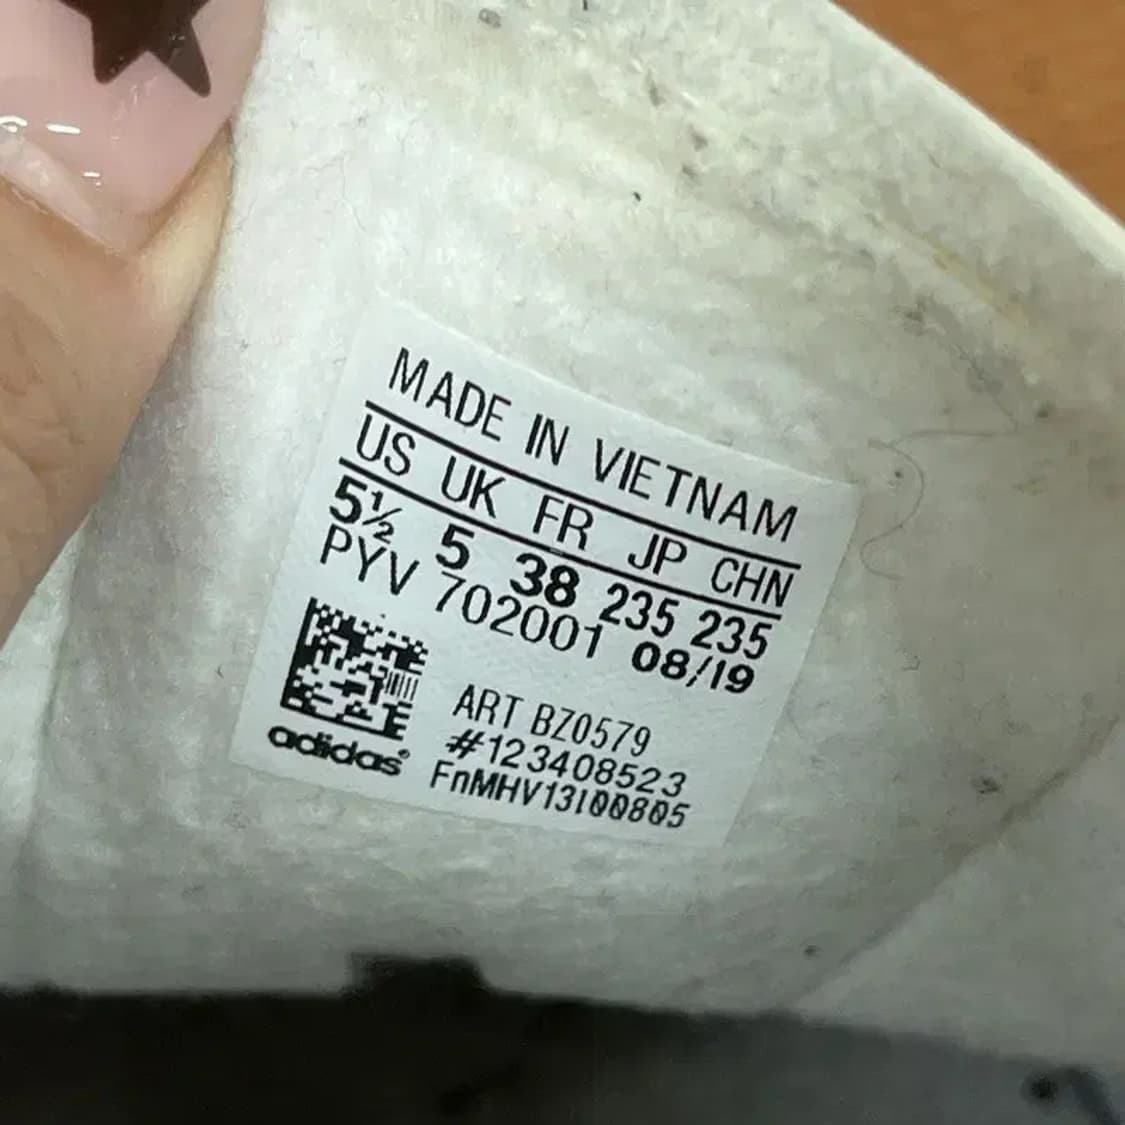 MADE IN VIETNAM
US UK FR JP CHN
5½ 5 38 235 235
PYV 702001 08/19
ART BZ0579
#123408523
FnMHV13I00805
adidas®